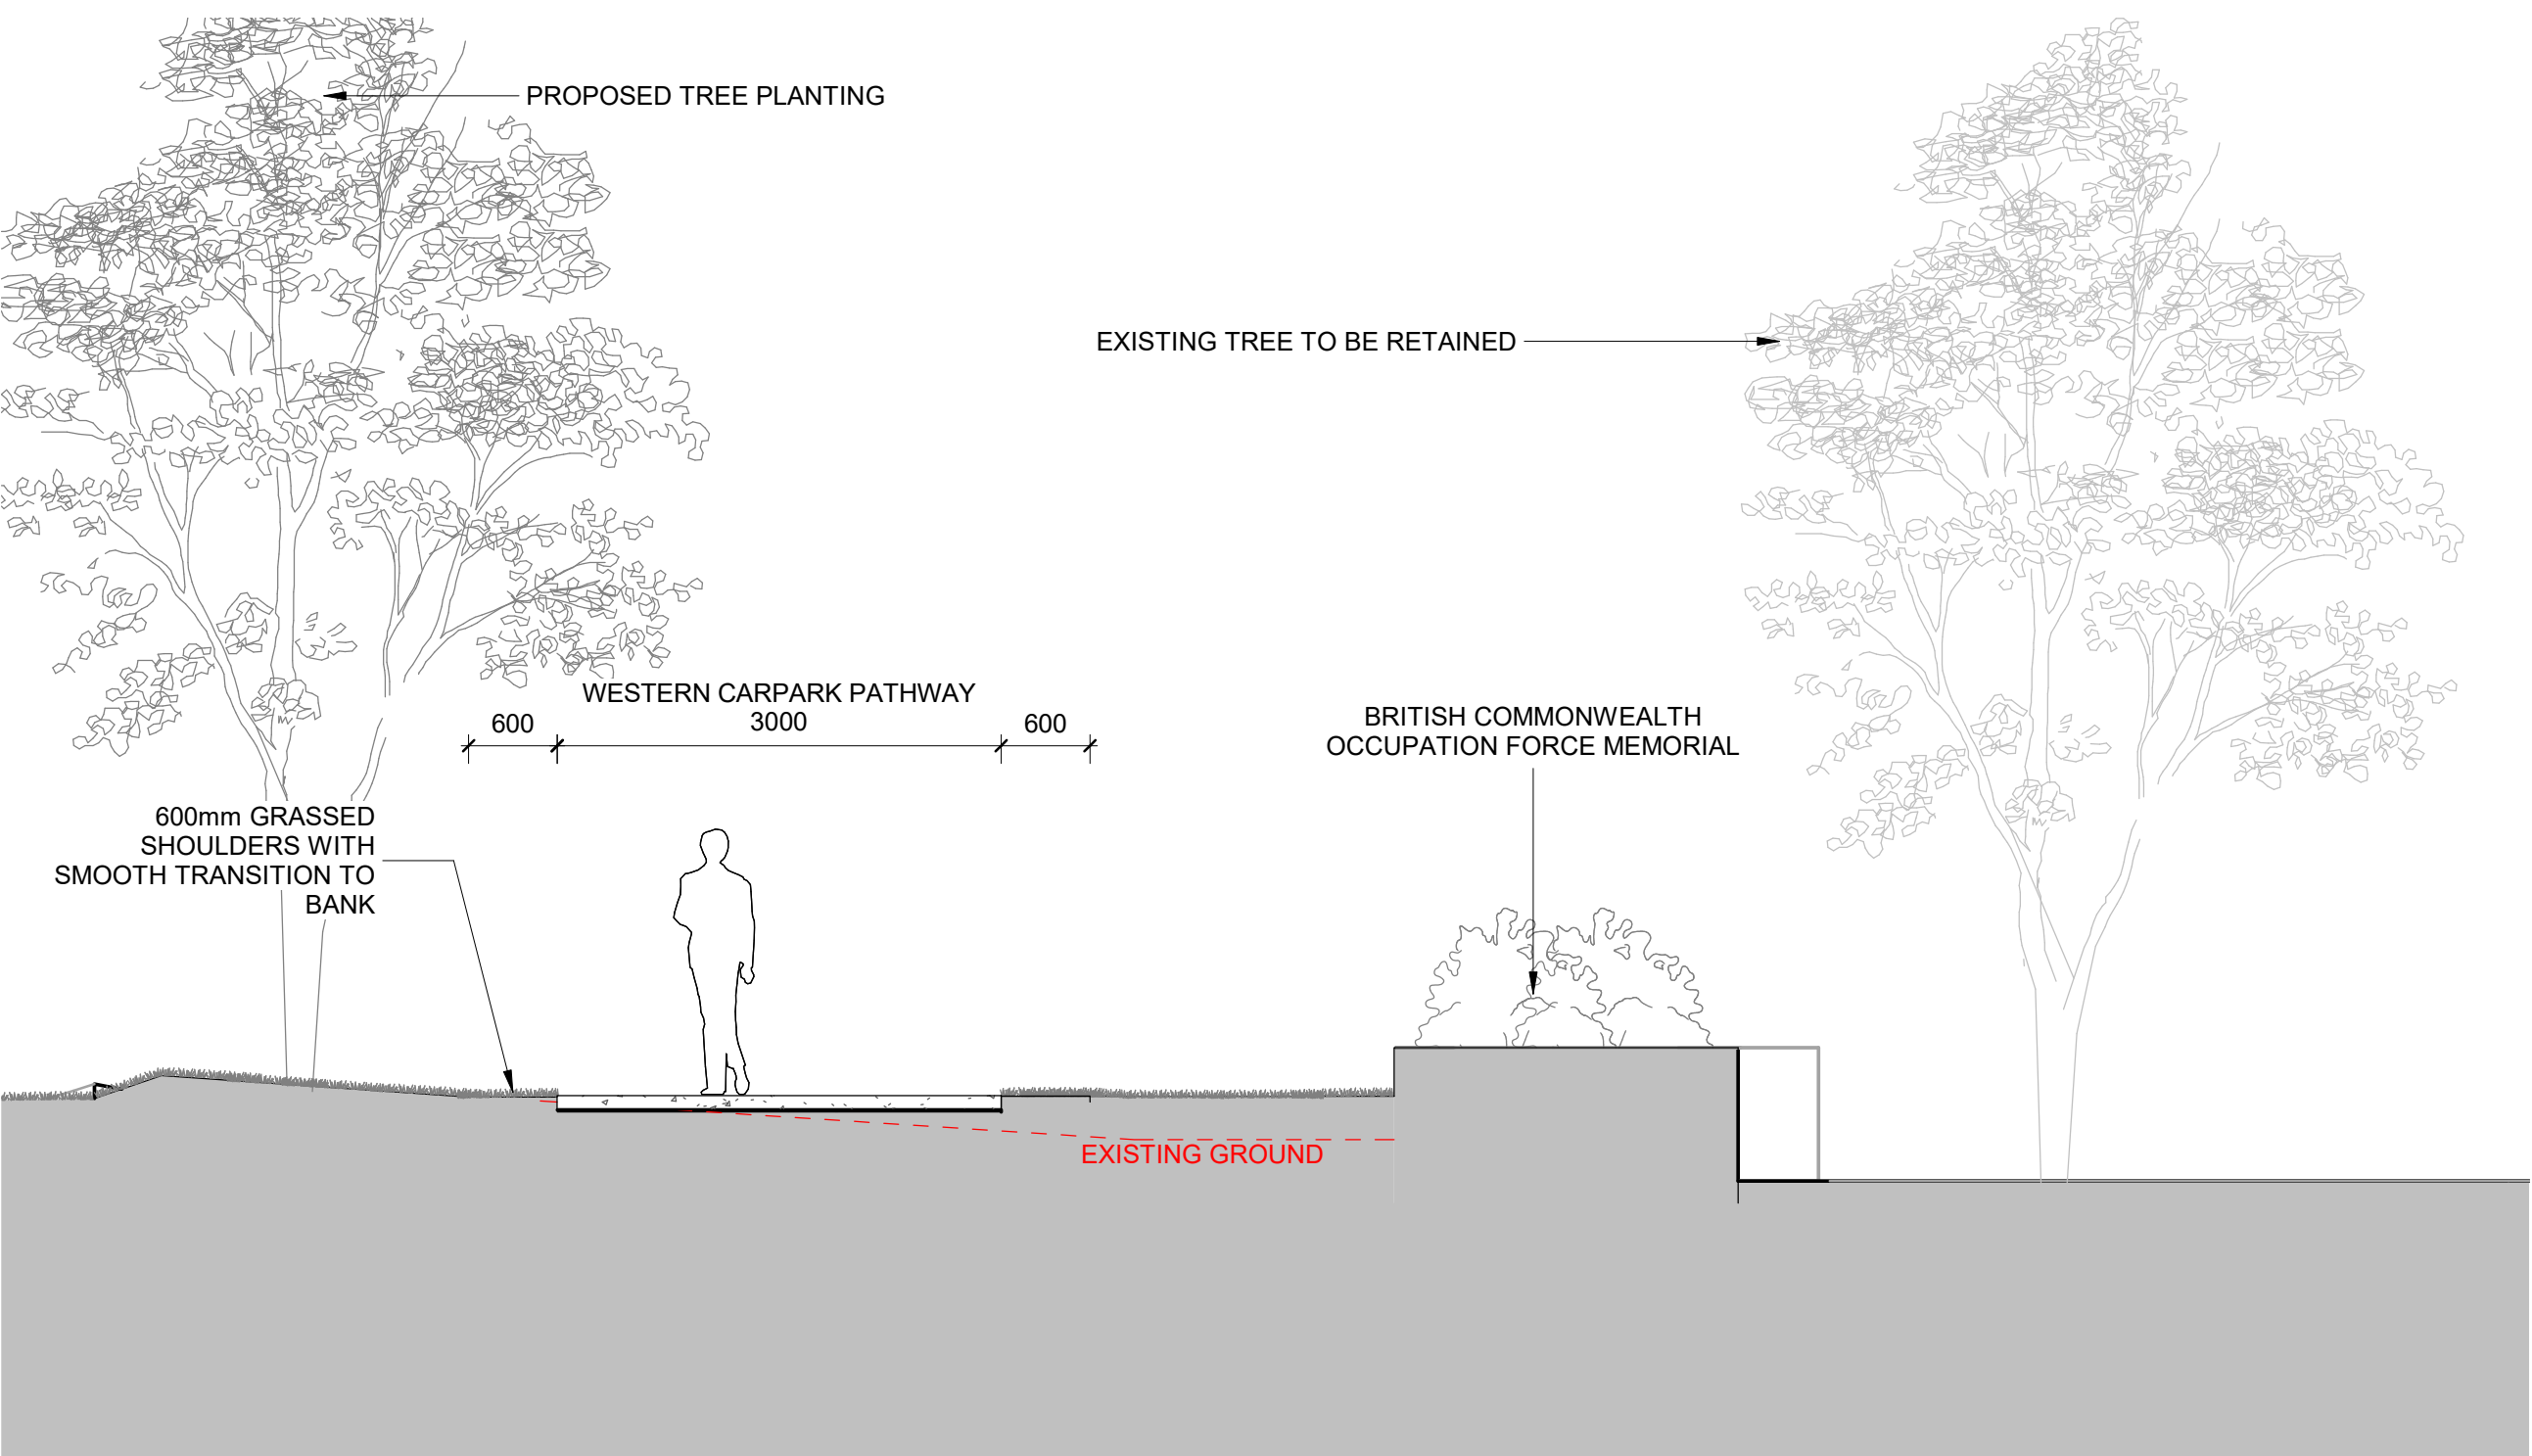 PROPOSED TREE PLANTING
EXISTING TREE TO BE RETAINED
WESTERN CARPARK PATHWAY
600
3000
600
BRITISH COMMONWEALTH
OCCUPATION FORCE MEMORIAL
600mm GRASSED
SHOULDERS WITH
SMOOTH TRANSITION TO
BANK
EXISTING GROUND